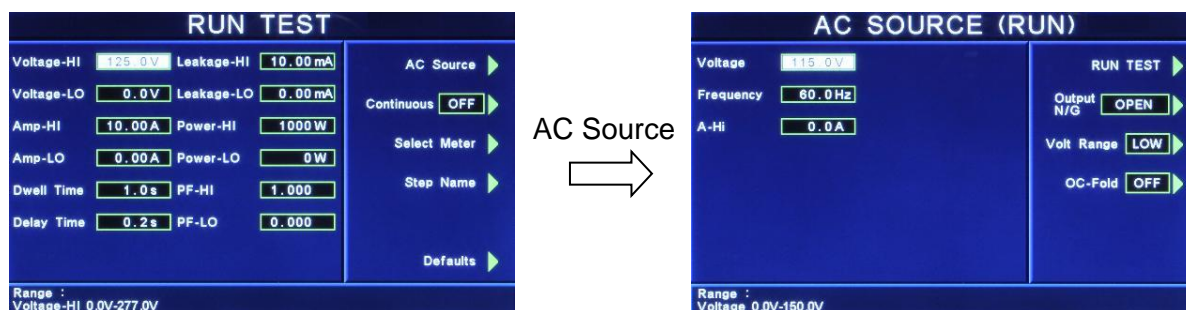 RUN TEST
Voltage-HI 125.0V Leakage-HI 10.00mA
Voltage-LO 0.0V Leakage-LO 0.00mA
Amp-HI 10.00A Power-HI 1000W
Amp-LO 0.00A Power-LO 0W
Dwell Time 1.0s PF-HI 1.000
Delay Time 0.2s PF-LO 0.000
AC Source
Continuous OFF
Select Meter
Step Name
Defaults
Range :
Voltage-HI 0.0V-277.0V
AC Source
AC SOURCE (RUN)
Voltage 115.0V
Frequency 60.0Hz
A-Hi 0.0A
RUN TEST
Output N/G OPEN
Volt Range LOW
OC-Fold OFF
Range :
Voltage 0.0V-150.0V